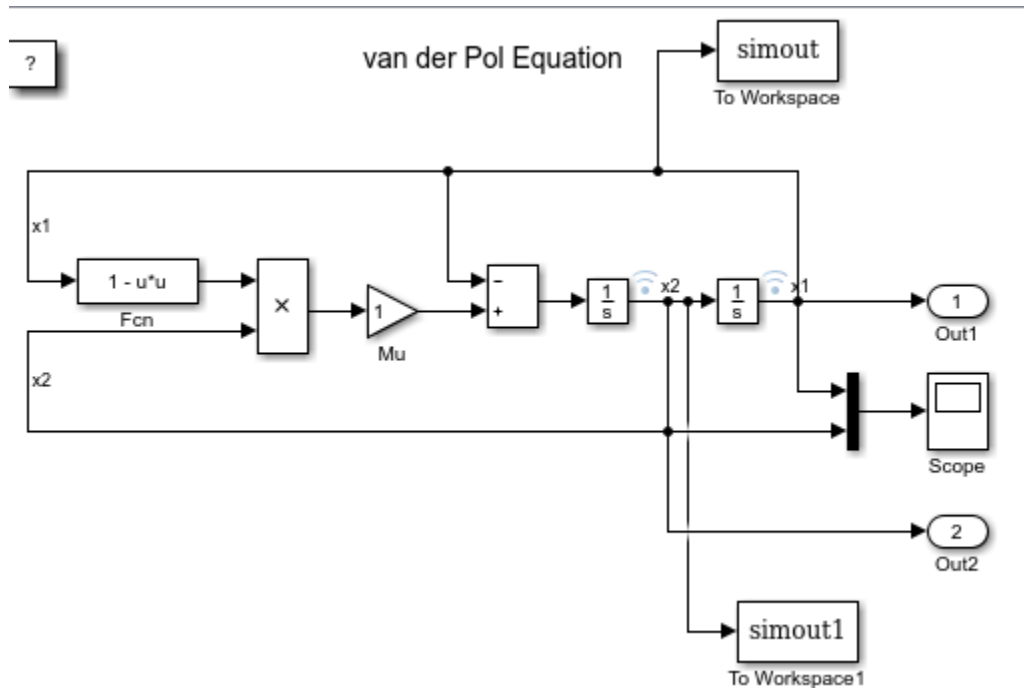 ?
van der Pol Equation
simout
To Workspace
x1
1 - u*u
Fcn
×
1
Mu
−
+
1
s
x2
1
s
x1
1
Out1
x2
Scope
2
Out2
simout1
To Workspace1